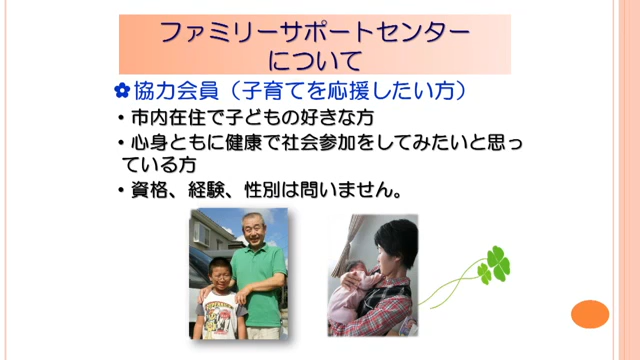 ファミリーサポートセンター
について
✿協力会員（子育てを応援したい方）
・市内在住で子どもの好きな方
・心身ともに健康で社会参加をしてみたいと思っ
ている方
・資格、経験、性別は問いません。